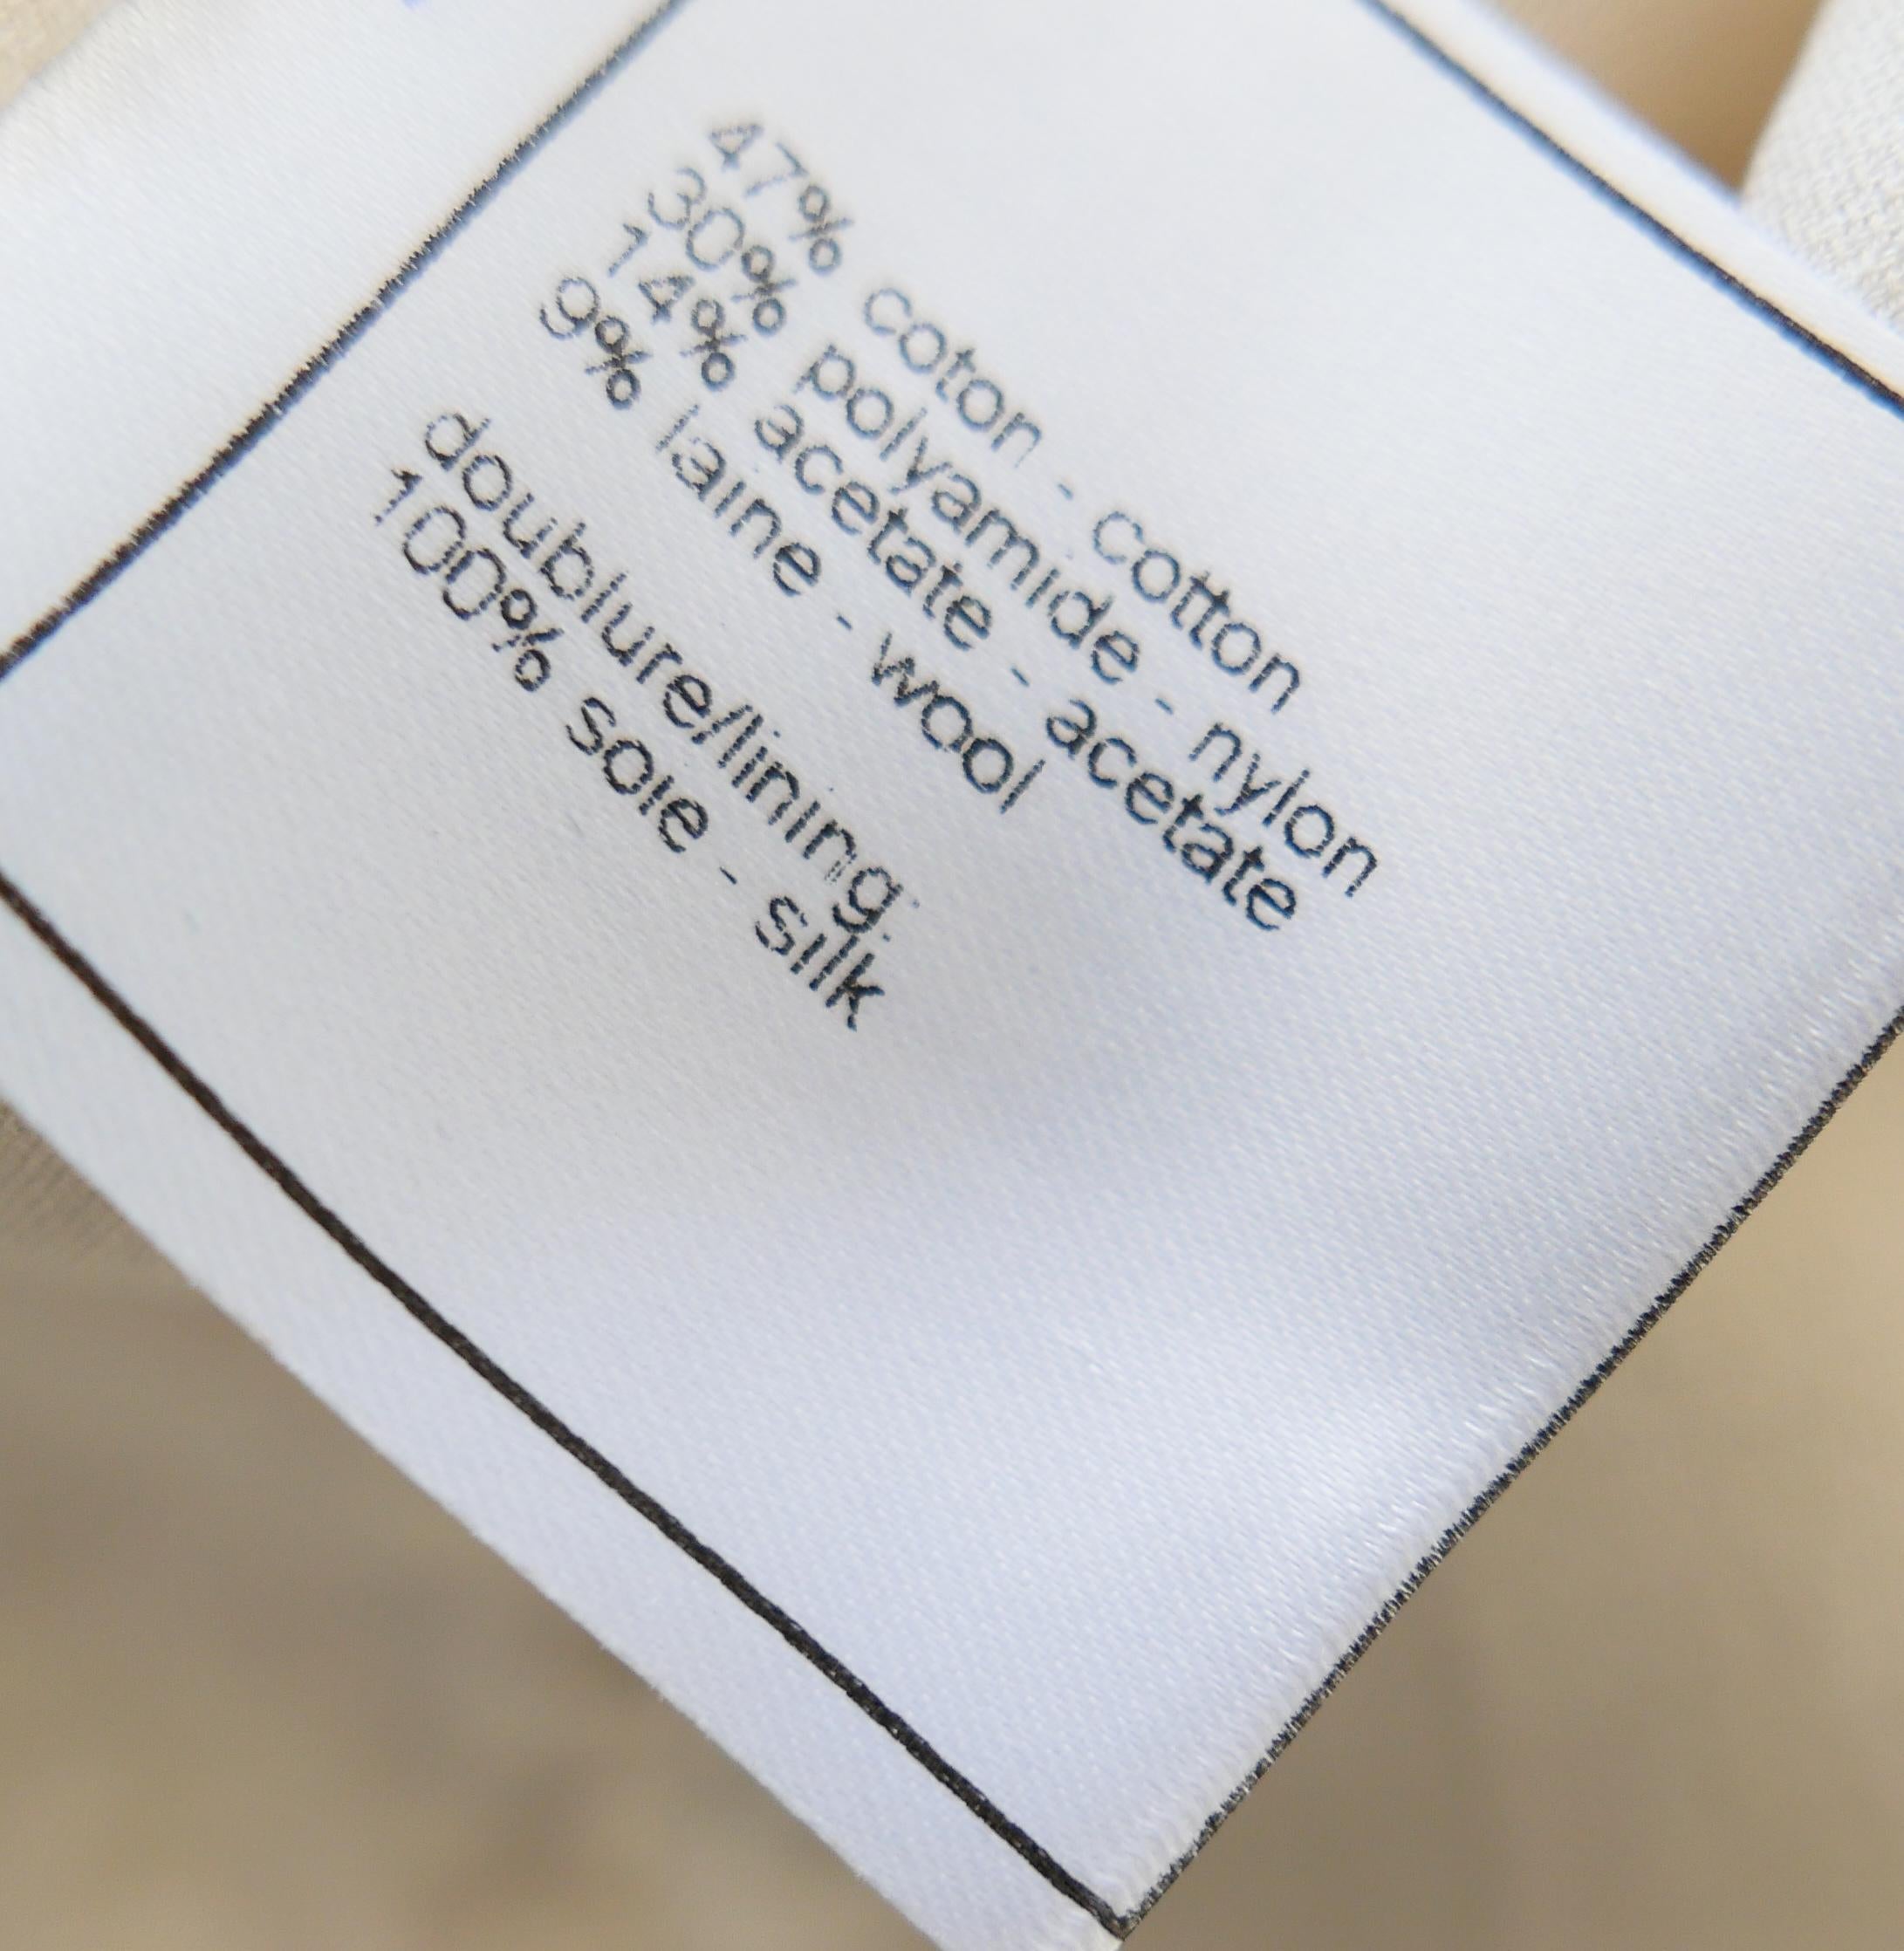 47% coton - cotton
30% polyamide - nylon
14% acetate - acetate
9% laine - wool
doublure/lining:
100% soie - silk